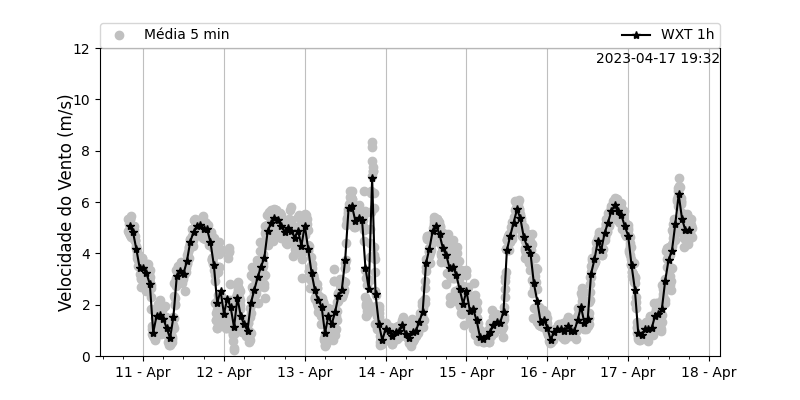 Média 5 min
WXT 1h
2023-04-17 19:32
Velocidade do Vento (m/s)
12
10
8
6
4
2
0
11 - Apr
12 - Apr
13 - Apr
14 - Apr
15 - Apr
16 - Apr
17 - Apr
18 - Apr